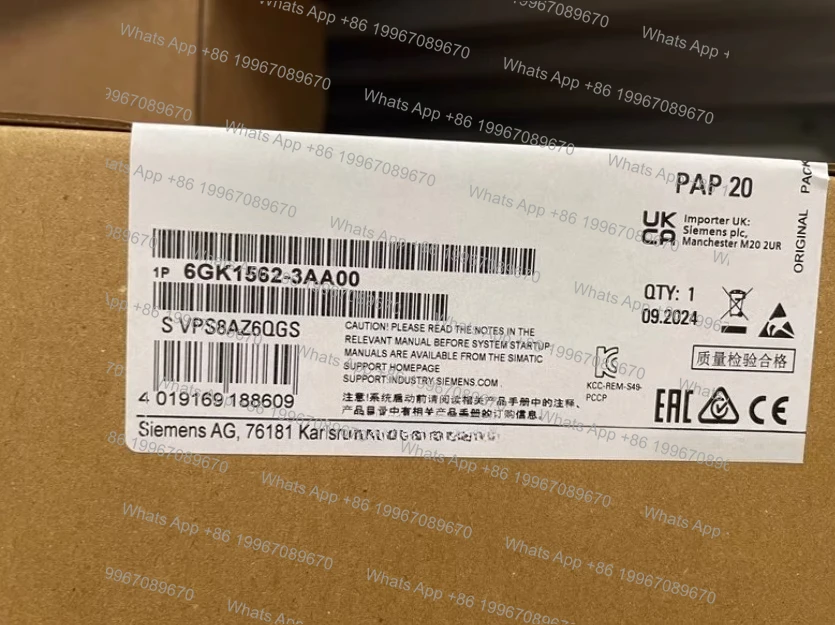 PAP 20
ORIGINAL PACK
UK
CA
Importer UK:
Siemens plc,
Manchester M20 2UR
1P 6GK1562-3AA00
QTY: 1
09.2024
S VPS8AZ6QGS
CAUTION! PLEASE READ THE NOTES IN THE
RELEVANT MANUAL BEFORE SYSTEM STARTUP.
MANUALS ARE AVAILABLE FROM THE SIMATIC
SUPPORT HOMEPAGE
SUPPORT.INDUSTRY.SIEMENS.COM
KCC-REM-S49-
PCCP
质量检验合格
注意!系统启动前请阅读相关产品手册中的注释、
产品目录中有相关产品手册的订购信息。
4 019169 188609
EAC
CE
Siemens AG, 76181
Whats App +86 19967089670